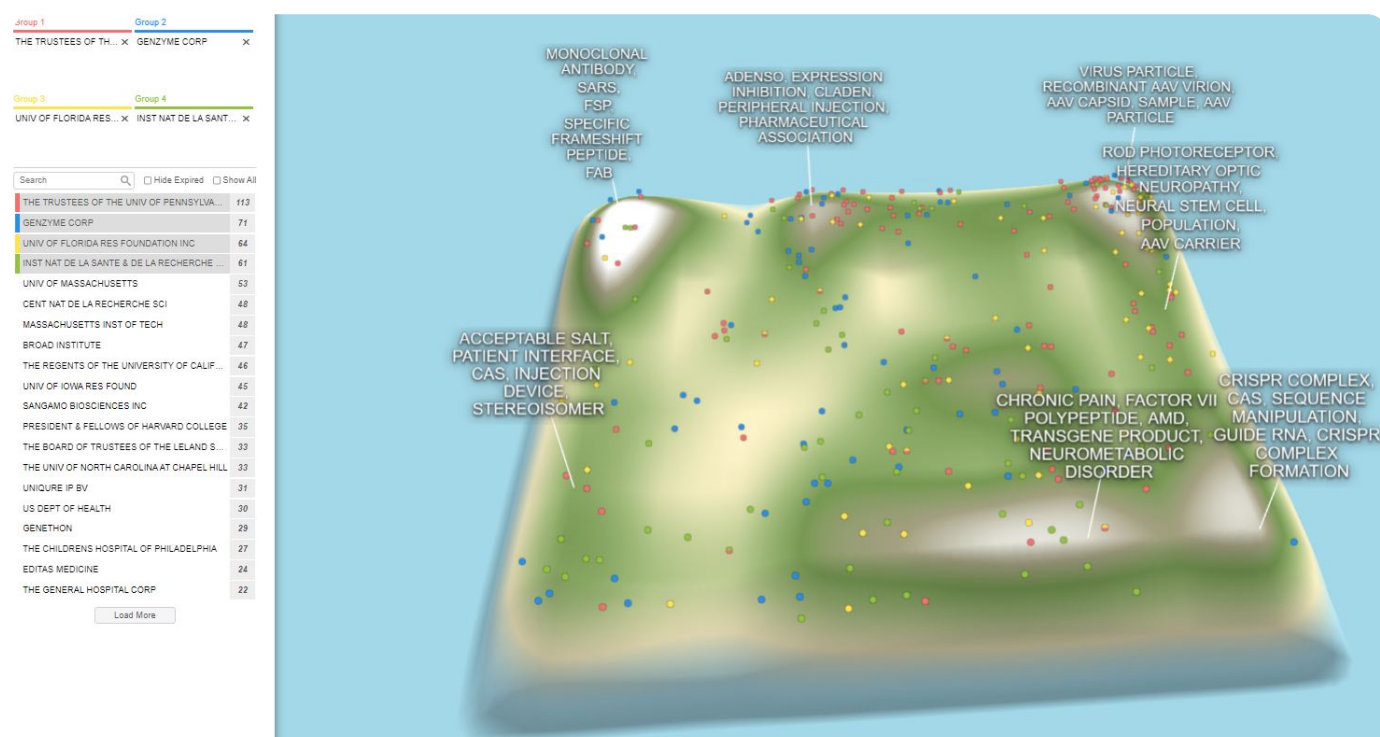 Group 1 Group 2
THE TRUSTEES OF TH... × GENZYME CORP ×
Group 3 Group 4
UNIV OF FLORIDA RES... × INST NAT DE LA SANT... ×
Search Hide Expired Show All
THE TRUSTEES OF THE UNIV OF PENNSYLVA... 113
GENZYME CORP 71
UNIV OF FLORIDA RES FOUNDATION INC 64
INST NAT DE LA SANTE & DE LA RECHERCHE ... 61
UNIV OF MASSACHUSETTS 53
CENT NAT DE LA RECHERCHE SCI 48
MASSACHUSETTS INST OF TECH 48
BROAD INSTITUTE 47
THE REGENTS OF THE UNIVERSITY OF CALIF... 46
UNIV OF IOWA RES FOUND 45
SANGAMO BIOSCIENCES INC 42
PRESIDENT & FELLOWS OF HARVARD COLLEGE 35
THE BOARD OF TRUSTEES OF THE LELAND S... 33
THE UNIV OF NORTH CAROLINA AT CHAPEL HILL 33
UNIQURE IP BV 31
US DEPT OF HEALTH 30
GENETHON 29
THE CHILDRENS HOSPITAL OF PHILADELPHIA 27
EDITAS MEDICINE 24
THE GENERAL HOSPITAL CORP 22
Load More
MONOCLONAL
ANTIBODY,
SARS,
FSP,
SPECIFIC
FRAMESHIFT
PEPTIDE,
FAB
ADENSO, EXPRESSION
INHIBITION, CLADEN,
PERIPHERAL INJECTION,
PHARMACEUTICAL
ASSOCIATION
VIRUS PARTICLE,
RECOMBINANT AAV VIRION,
AAV CAPSID, SAMPLE, AAV
PARTICLE
ROD PHOTORECEPTOR,
HEREDITARY OPTIC
NEUROPATHY,
NEURAL STEM CELL,
POPULATION,
AAV CARRIER
ACCEPTABLE SALT,
PATIENT INTERFACE,
CAS, INJECTION
DEVICE,
STEREOISOMER
CHRONIC PAIN, FACTOR VII
POLYPEPTIDE, AMD,
TRANSGENE PRODUCT,
NEUROMETABOLIC
DISORDER
CRISPR COMPLEX,
CAS, SEQUENCE
MANIPULATION,
GUIDE RNA, CRISPR
COMPLEX
FORMATION